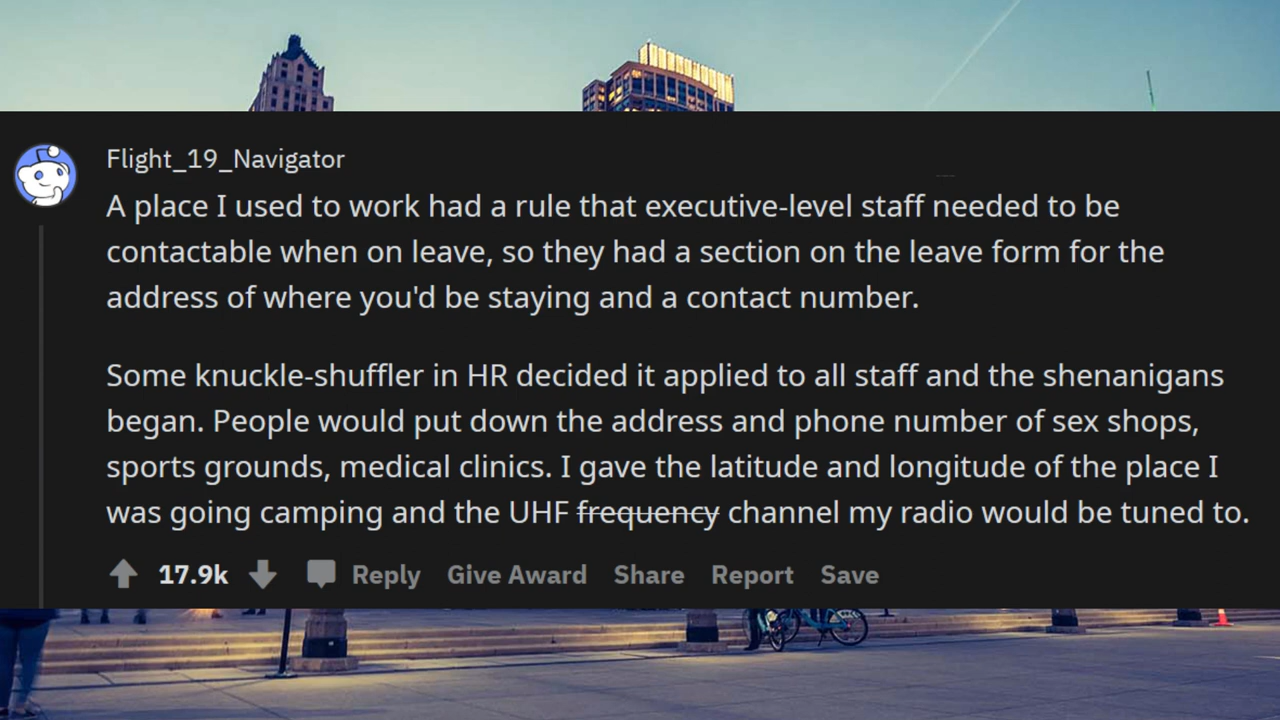 Flight_19_Navigator
A place I used to work had a rule that executive-level staff needed to be
contactable when on leave, so they had a section on the leave form for the
address of where you'd be staying and a contact number.
Some knuckle-shuffler in HR decided it applied to all staff and the shenanigans
began. People would put down the address and phone number of sex shops,
sports grounds, medical clinics. I gave the latitude and longitude of the place I
was going camping and the UHF frequency channel my radio would be tuned to.
17.9k Reply Give Award Share Report Save